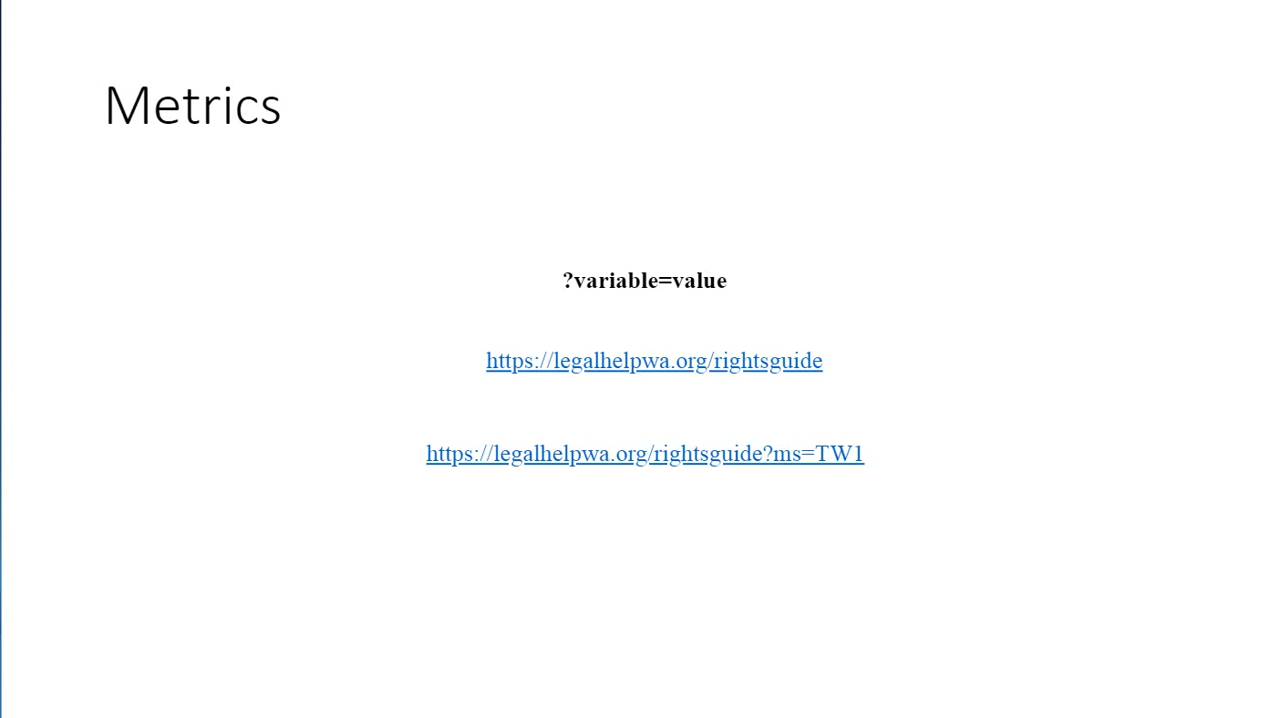 Metrics
?variable=value
https://legalhelpwa.org/rightsguide
https://legalhelpwa.org/rightsguide?ms=TW1